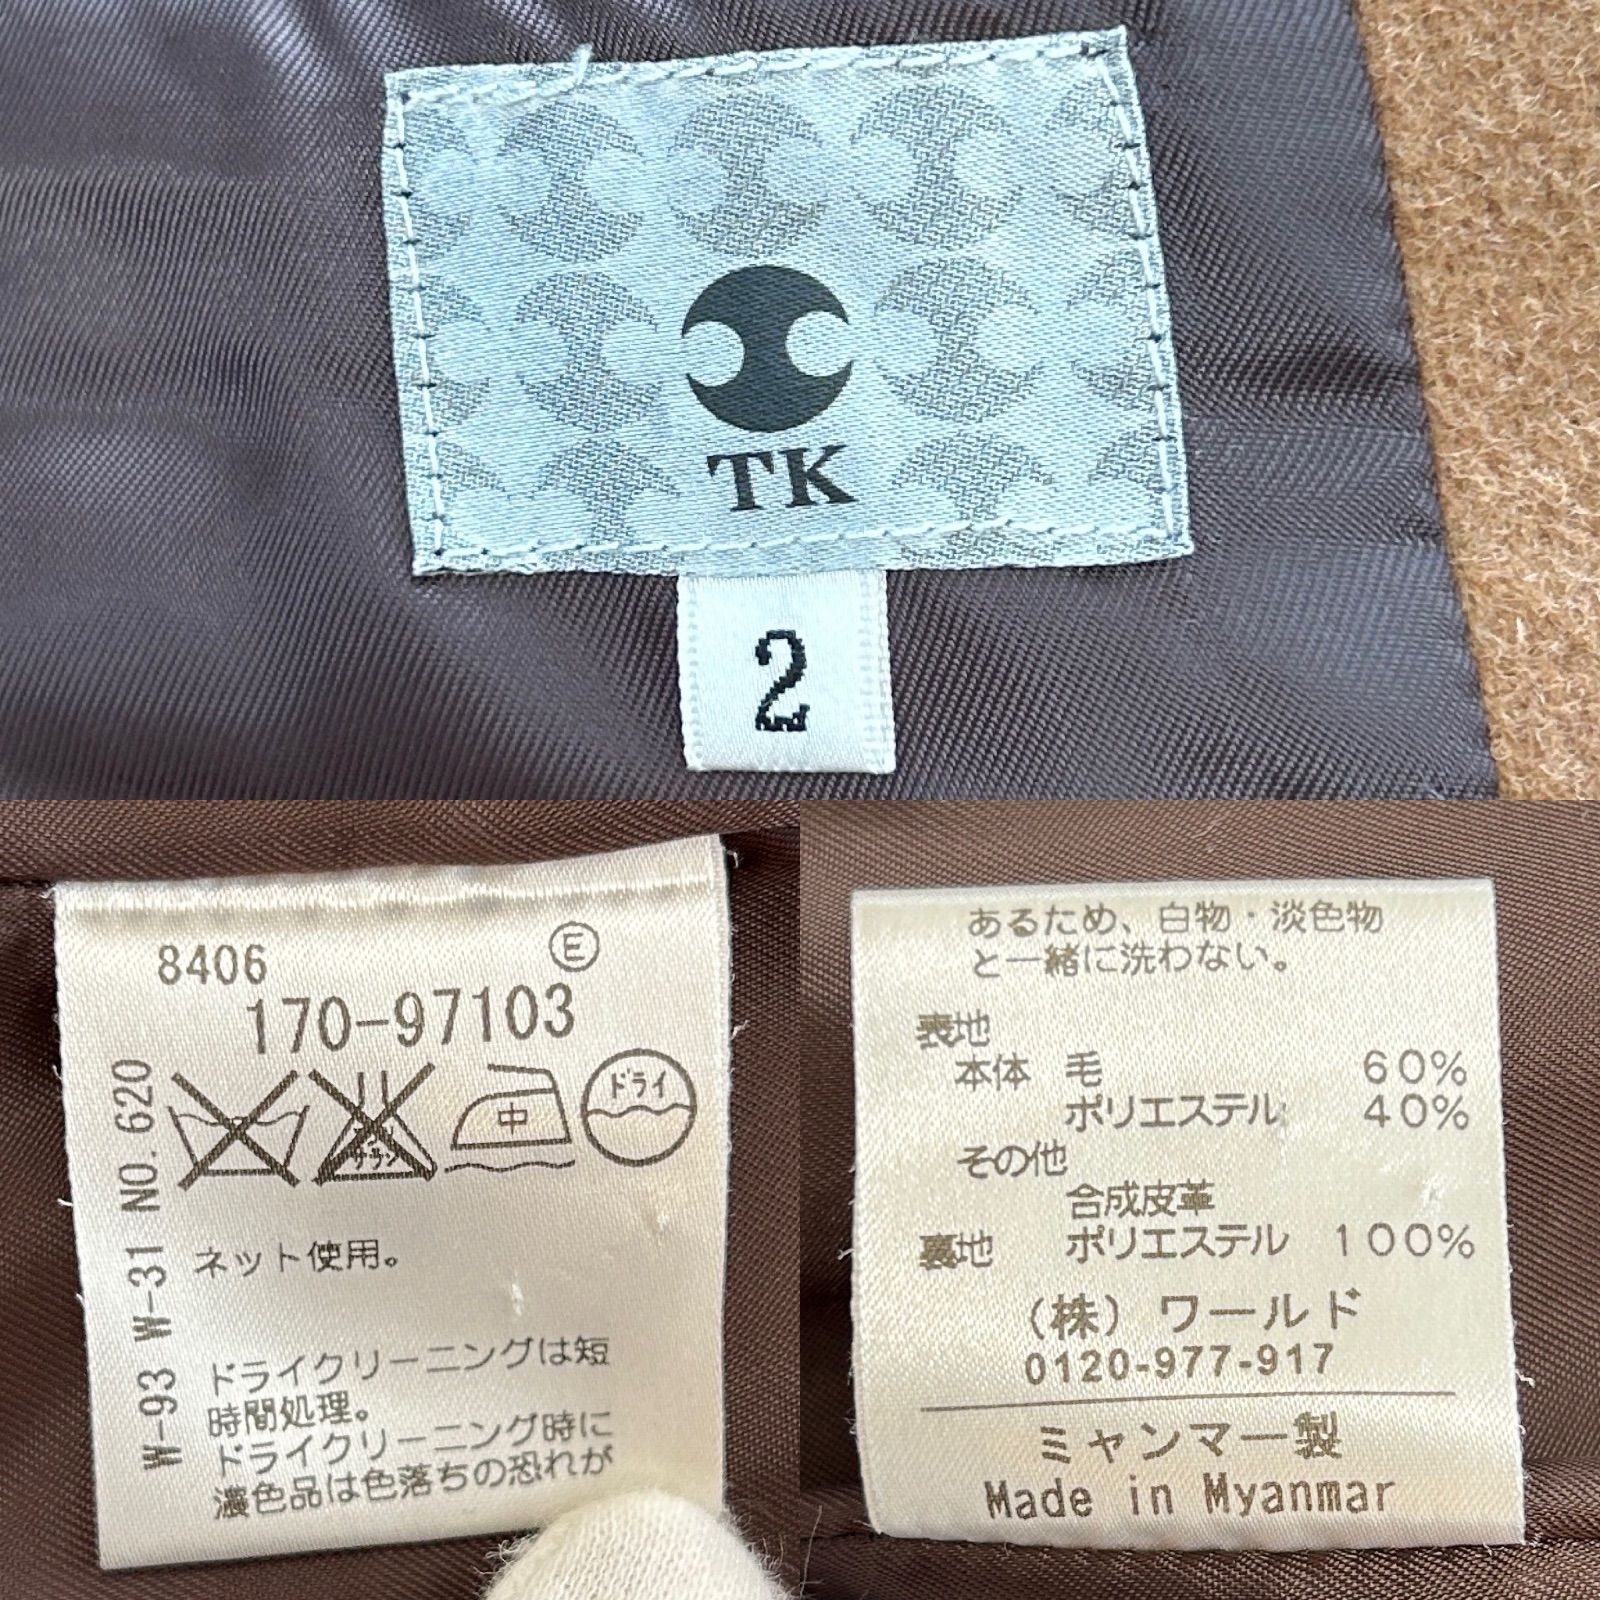 TK
2
8406
E
170-97103
サラシ
中
ドライ
W-93 W-31 NO. 620
ネット使用。
ドライクリーニングは短
時間処理。
ドライクリーニング時に
濃色品は色落ちの恐れが
あるため、白物・淡色物
と一緒に洗わない。
表地
本体 毛 60%
ポリエステル 40%
その他
合成皮革
裏地 ポリエステル 100%
(株) ワールド
0120-977-917
ミャンマー製
Made in Myanmar